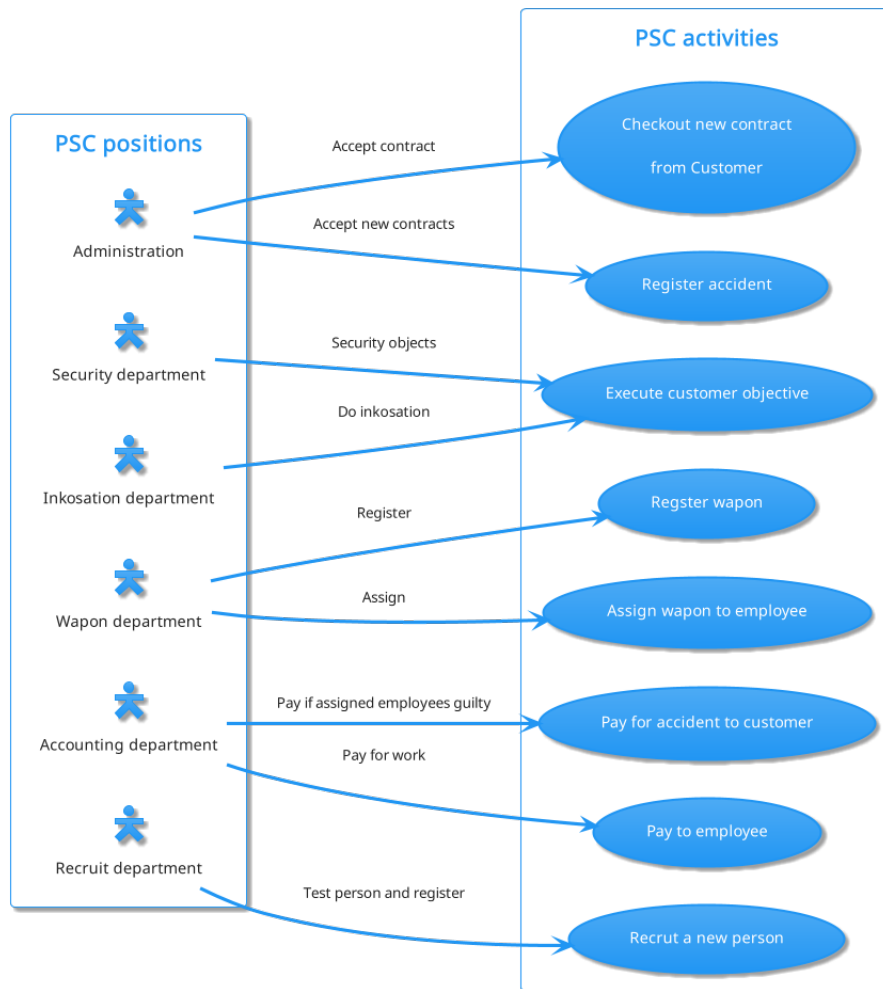 PSC activities
PSC positions
Checkout new contract
from Customer
Accept contract
Accept new contracts
Administration
Register accident
Security objects
Security department
Execute customer objective
Do inkosation
Inkosation department
Regster wapon
Register
Assign
Wapon department
Assign wapon to employee
Pay if assigned employees guilty
Pay for accident to customer
Accounting department
Pay for work
Pay to employee
Recruit department
Test person and register
Recrut a new person